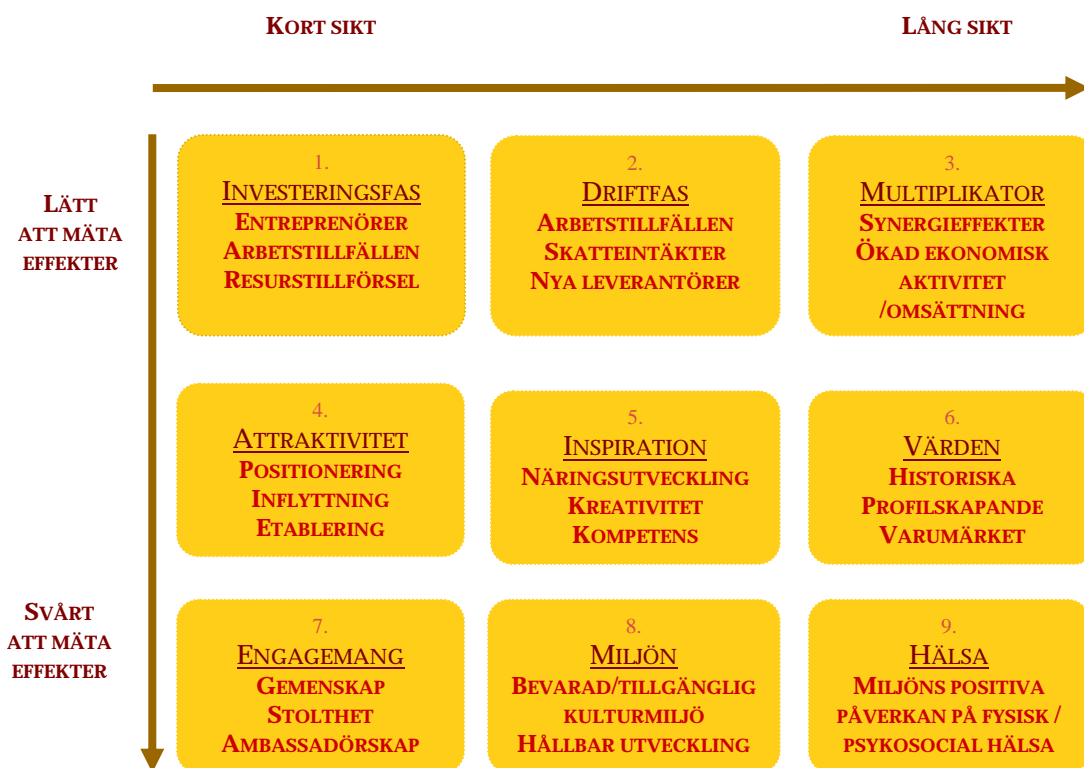 KORT SIKT
LÅNG SIKT
LÄTT
ATT MÄTA
EFFEKTER
1.
INVESTERINGSFAS
ENTREPRENÖRER
ARBETSTILLFÄLLEN
RESURSTILLFÖRSEL
2.
DRIFTFAS
ARBETSTILLFÄLLEN
SKATTEINTÄKTER
NYA LEVERANTÖRER
3.
MULTIPLIKATOR
SYNERGIEFFEKTER
ÖKAD EKONOMISK
AKTIVITET
/OMSÄTTNING
4.
ATTRAKTIVITET
POSITIONERING
INFLYTTNING
ETABLERING
5.
INSPIRATION
NÄRINGSUTVECKLING
KREATIVITET
KOMPETENS
6.
VÄRDEN
HISTORISKA
PROFILSKAPANDE
VARUMÄRKET
SVÅRT
ATT MÄTA
EFFEKTER
7.
ENGAGEMANG
GEMENSKAP
STOLTHET
AMBASSADÖRSKAP
8.
MILJÖN
BEVARAD/TILLGÄNGLIG
KULTURMILJÖ
HÅLLBAR UTVECKLING
9.
HÄLSA
MILJÖNS POSITIVA
PÅVERKAN PÅ FYSISK /
PSYKOSOCIAL HÄLSA